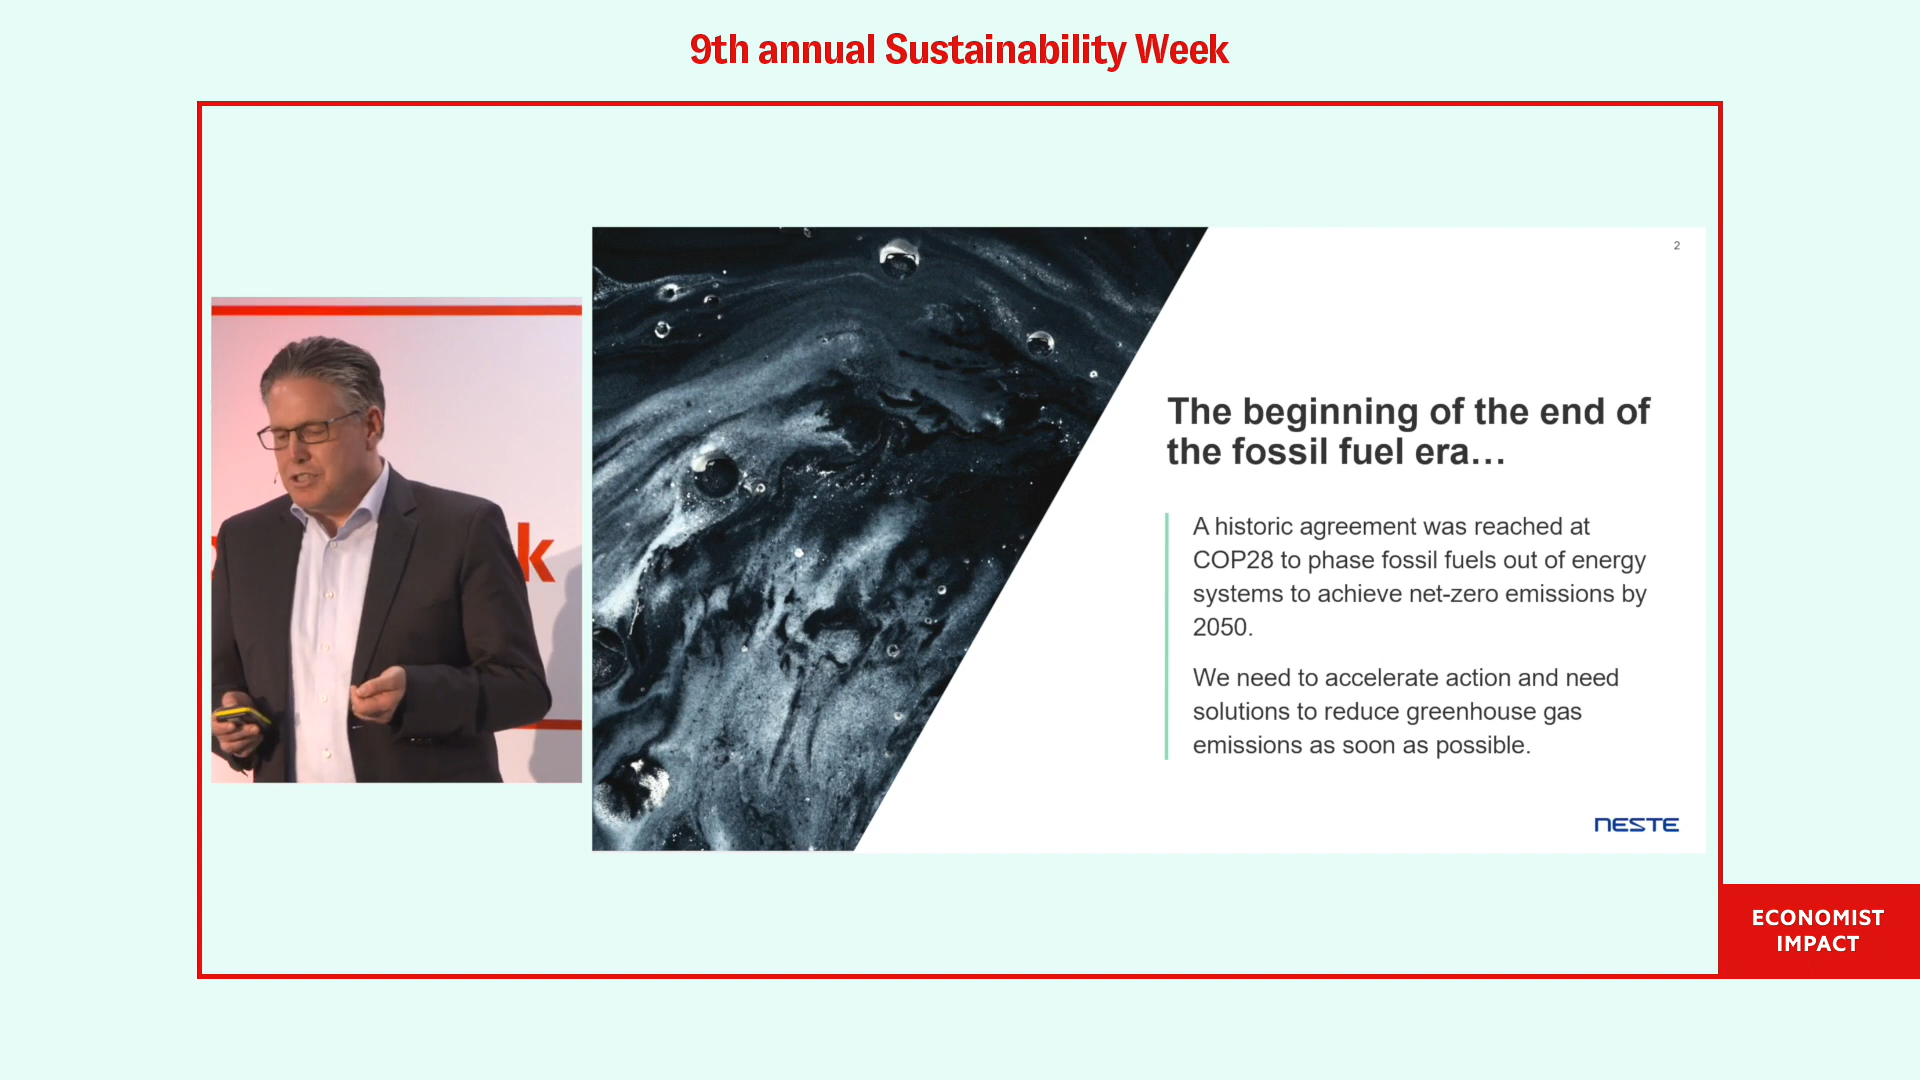 9th annual Sustainability Week
2
The beginning of the end of
the fossil fuel era…
A historic agreement was reached at
COP28 to phase fossil fuels out of energy
systems to achieve net-zero emissions by
2050.
We need to accelerate action and need
solutions to reduce greenhouse gas
emissions as soon as possible.
NESTE
k
ECONOMIST
IMPACT